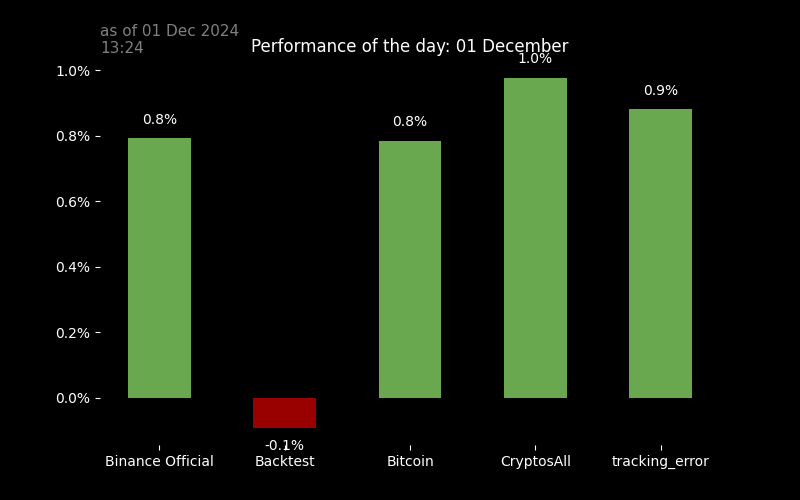 as of 01 Dec 2024
13:24
Performance of the day: 01 December
1.0%
0.8%
0.6%
0.4%
0.2%
0.0%
0.8%
-0.1%
0.8%
1.0%
0.9%
Binance Official
Backtest
Bitcoin
CryptosAll
tracking_error